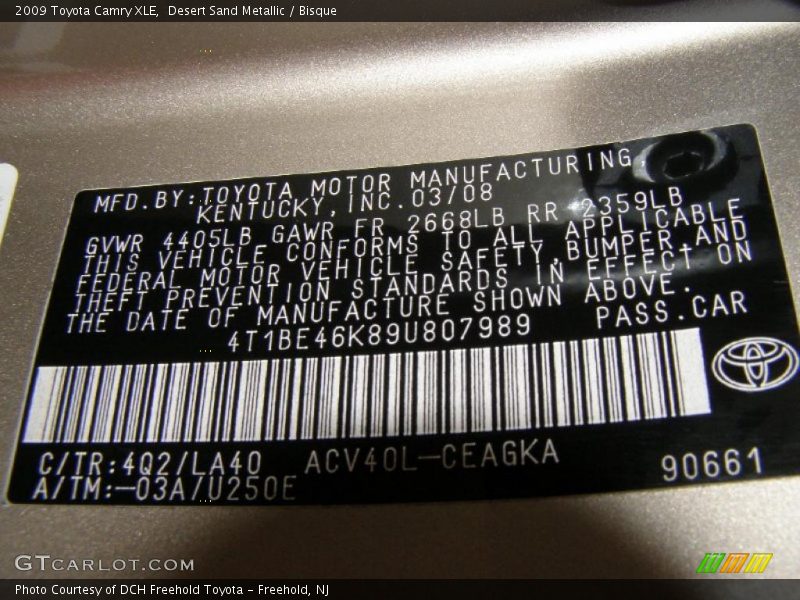 2009 Toyota Camry XLE,  Desert Sand Metallic / Bisque
MFD.BY:TOYOTA MOTOR MANUFACTURING,
KENTUCKY,INC.03/08
GVWR 4405LB GAWR FR 2668LB RR 2359LB
THIS VEHICLE CONFORMS TO ALL APPLICABLE
FEDERAL MOTOR VEHICLE SAFETY,BUMPER,AND
THEFT PREVENTION STANDARDS IN EFFECT ON
THE DATE OF MANUFACTURE SHOWN ABOVE.
4T1BE46K89U807989 PASS.CAR
C/TR:4Q2/LA40 ACV40L-CEAGKA 90661
A/TM:-03A/U250E
GTCARLOT.COM
Photo Courtesy of DCH Freehold Toyota - Freehold, NJ